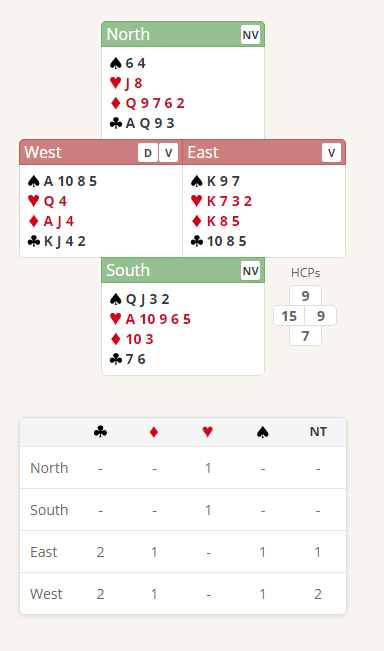 North NV
♠ 6 4
♥ J 8
♦ Q 9 7 6 2
♣ A Q 9 3
West D V East V
♠ A 10 8 5 ♠ K 9 7
♥ Q 4 ♥ K 7 3 2
♦ A J 4 ♦ K 8 5
♣ K J 4 2 ♣ 10 8 5
South NV
♠ Q J 3 2
♥ A 10 9 6 5
♦ 10 3
♣ 7 6
HCPs
9
15 9
7
♣ ♦ ♥ ♠ NT
North - - 1 - -
South - - 1 - -
East 2 1 - 1 1
West 2 1 - 1 2